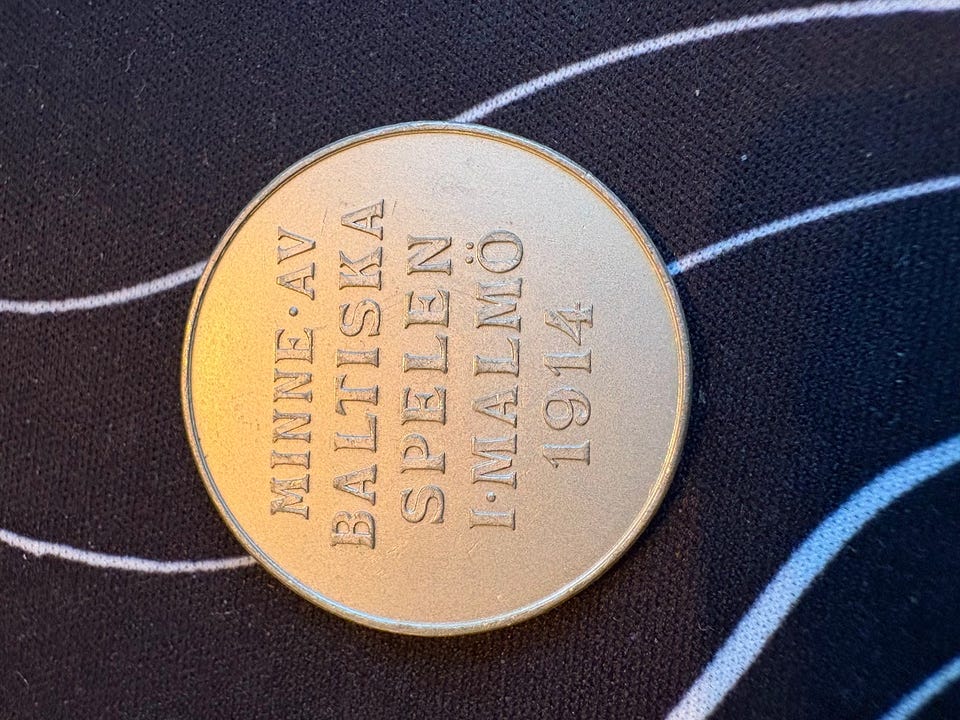 MINNE·AV
BALTISKA
SPELEN
I·MALMÖ
1914